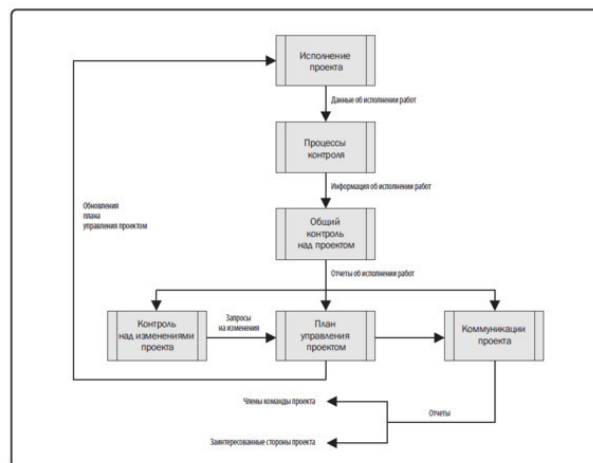 Исполнение
проекта
Данные об исполнении работ
Процессы
контроля
Информация об исполнении работ
Обновления
плана
управления проектом
Общий
контроль
над проектом
Отчеты об исполнении работ
Контроль
над изменениями
проекта
Запросы
на изменения
План
управления
проектом
Коммуникации
проекта
Члены команды проекта
Отчеты
Заинтересованные стороны проекта